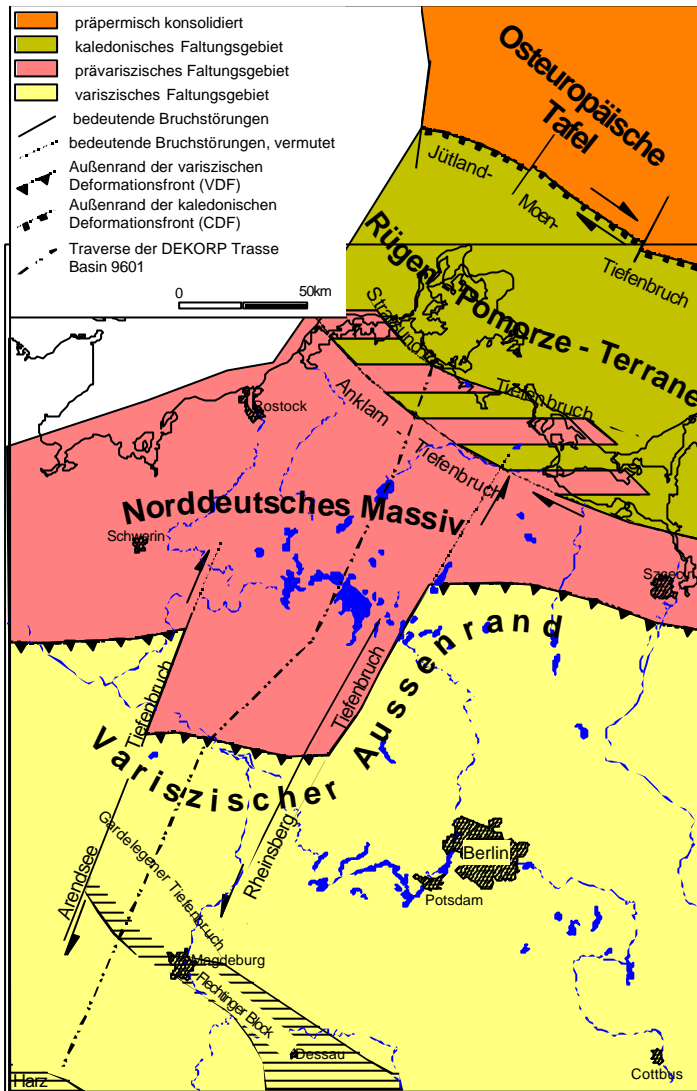 präpermisch konsolidiert
kaledonisches Faltungsgebiet
prävariszisches Faltungsgebiet
variszisches Faltungsgebiet
bedeutende Bruchstörungen
bedeutende Bruchstörungen, vermutet
Außenrand der variszischen
Deformationsfront (VDF)
Außenrand der kaledonischen
Deformationsfront (CDF)
Traverse der DEKORP Trasse
Basin 9601
0 50km
Osteuropäische
Tafel
Jütland- Moen- Tiefenbruch
Rügen - Pomorze - Terrane
Stralsunder Tiefenbruch
Anklam - Tiefenbruch
Rostock
Norddeutsches Massiv
Schwerin
Szczecin
Variszischer Aussenrand
Arendsee Tiefenbruch
Rheinsberg Tiefenbruch
Gardelegener Tiefenbruch
Berlin
Potsdam
Magdeburg
Flechtinger Block
Dessau
Harz
Cottbus